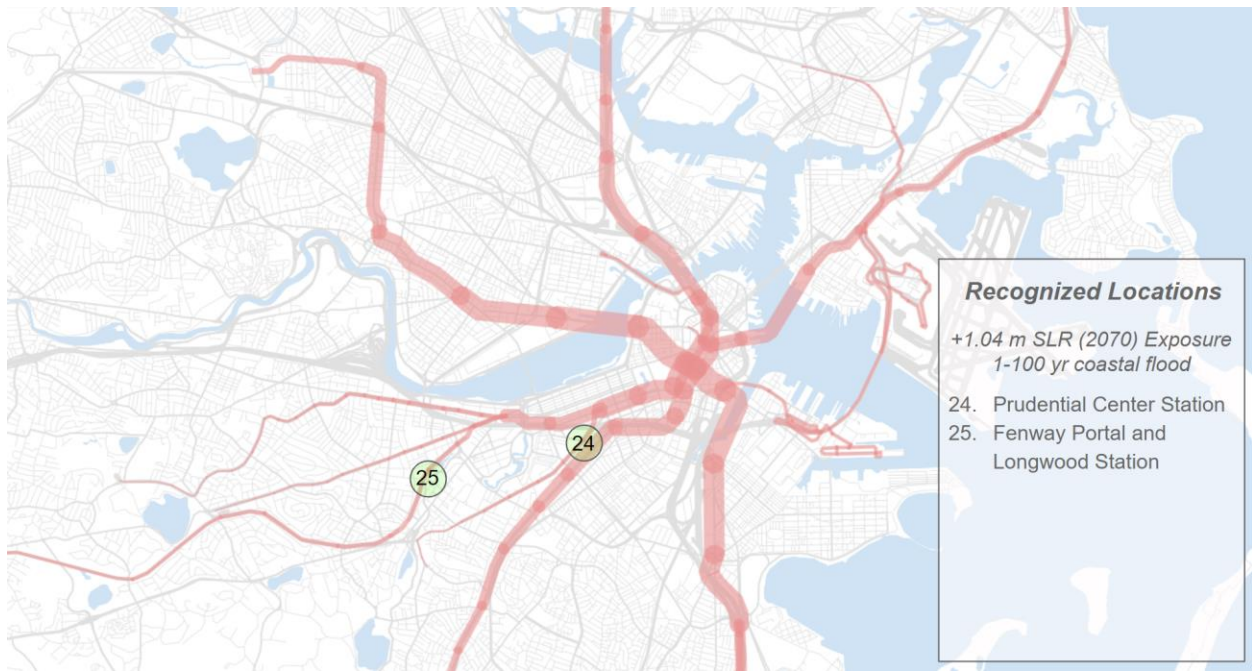 24
25
Recognized Locations
+1.04 m SLR (2070) Exposure
1-100 yr coastal flood
24. Prudential Center Station
25. Fenway Portal and
Longwood Station